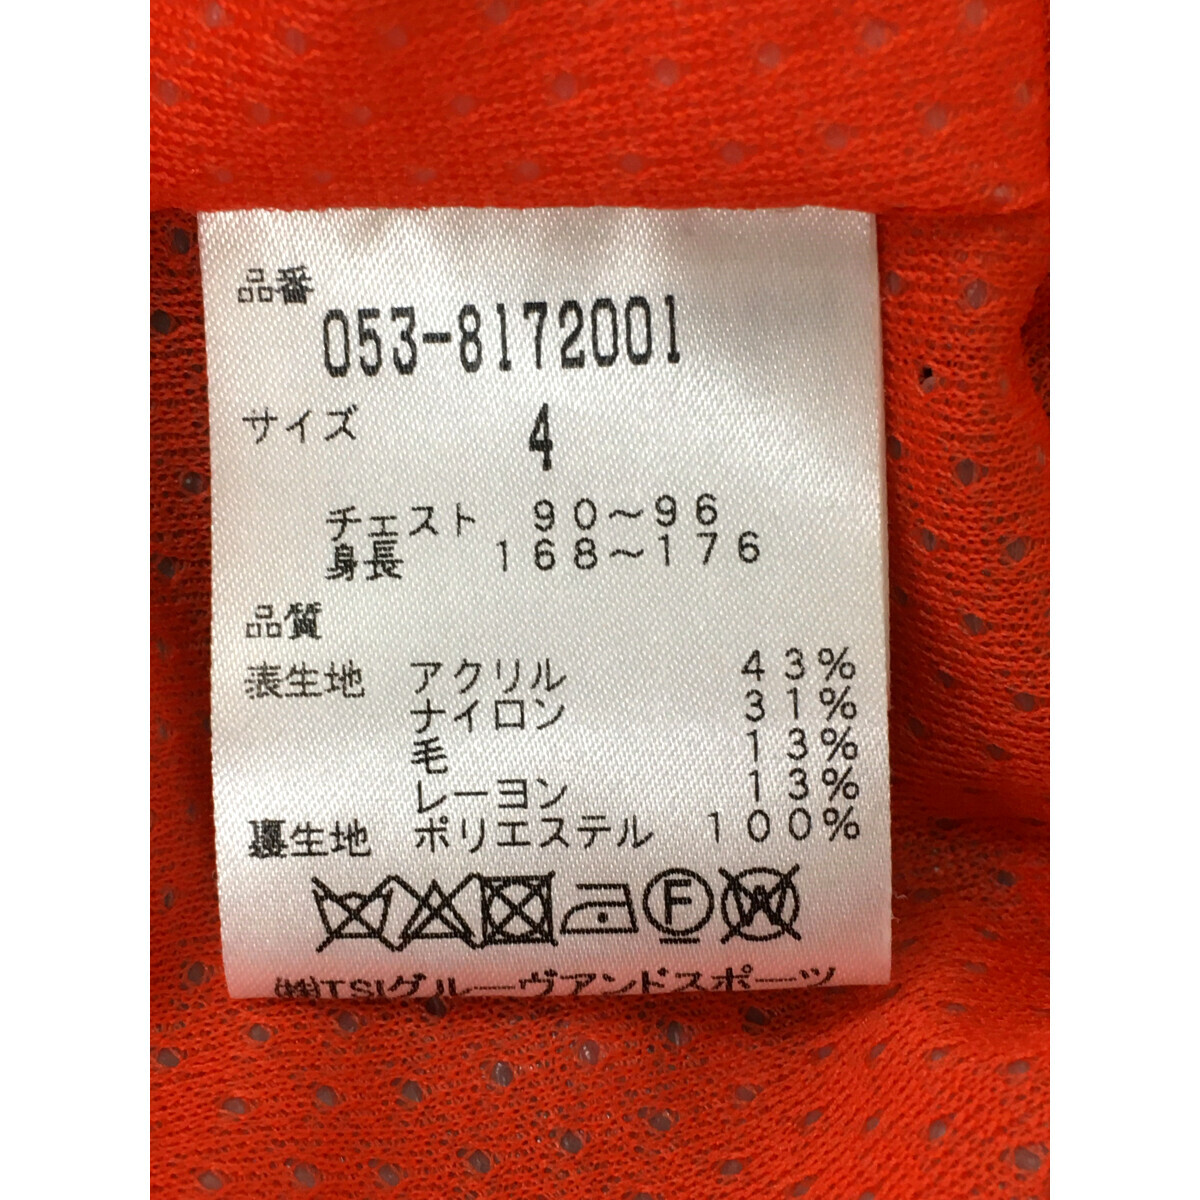 品番
053-8172001
サイズ 4
チェスト 90～96
身長 168～176
品質
表生地 アクリル 43%
ナイロン 31%
毛 13%
レーヨン 13%
裏生地 ポリエステル 100%
F W
㈱TSIグルーヴアンドスポーツ